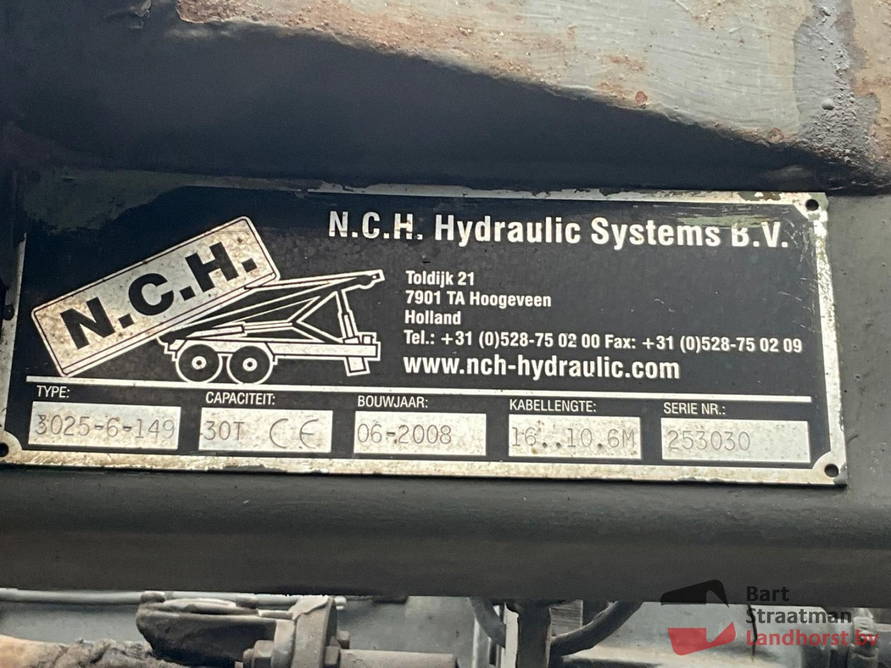 N.C.H. Hydraulic Systems B.V.
N.C.H.
Toldijk 21
7901 TA Hoogeveen
Holland
Tel.: +31 (0)528-75 02 00 Fax: +31 (0)528-75 02 09
www.nch-hydraulic.com
TYPE: CAPACITEIT: BOUWJAAR: KABELLENGTE: SERIE NR.:
3025-6-149 30T CE 06-2008 16..10.6M 253030
Bart
Straatman
Landhorst bv